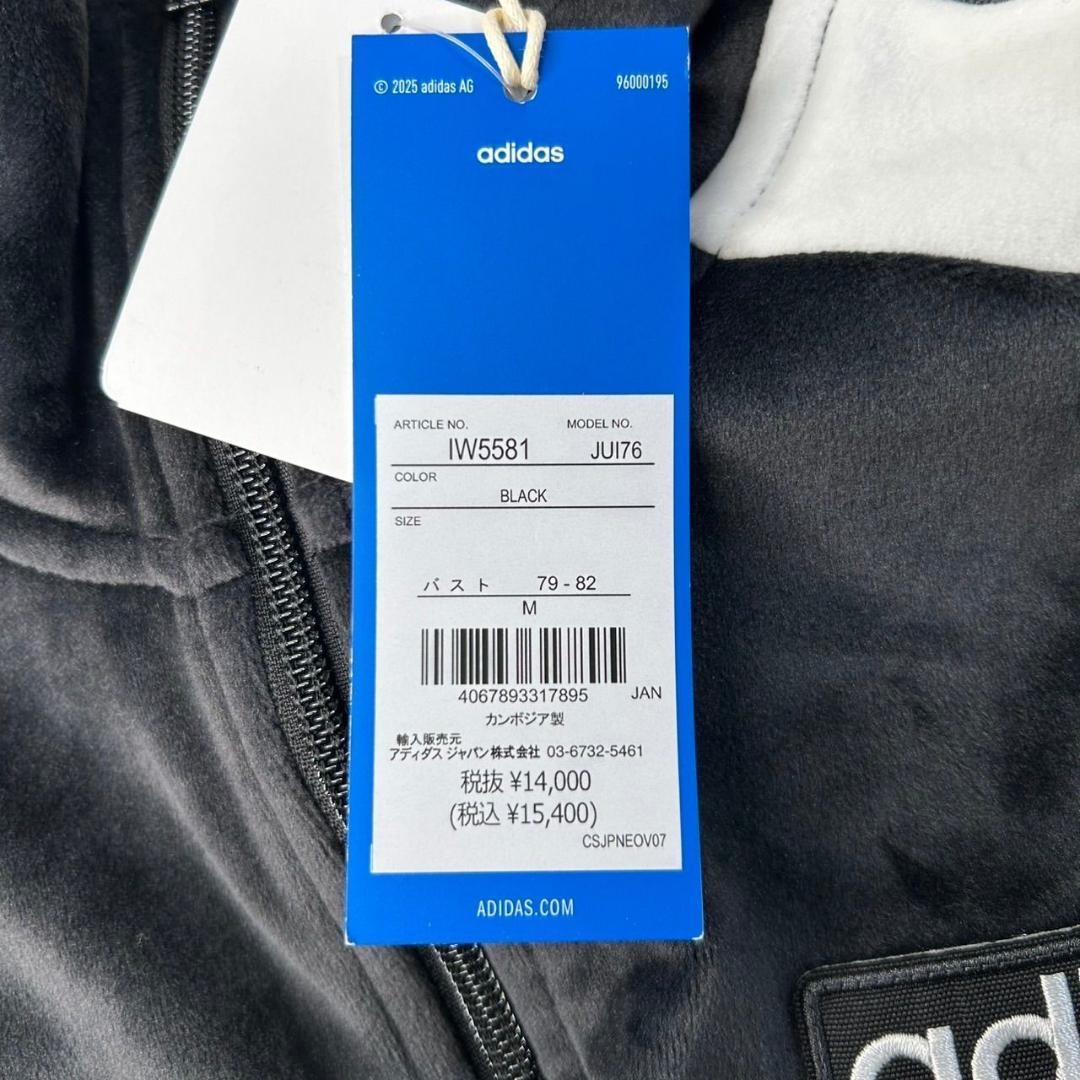 © 2025 adidas AG 96000195
adidas
ARTICLE NO. MODEL NO.
IW5581 JUI76
COLOR
BLACK
SIZE
バスト 79 - 82
M
4067893317895 JAN
カンボジア製
輸入販売元
アディダス ジャパン株式会社 03-6732-5461
税抜 ¥14,000
(税込 ¥15,400)
CSJPNEOV07
ADIDAS.COM
ad